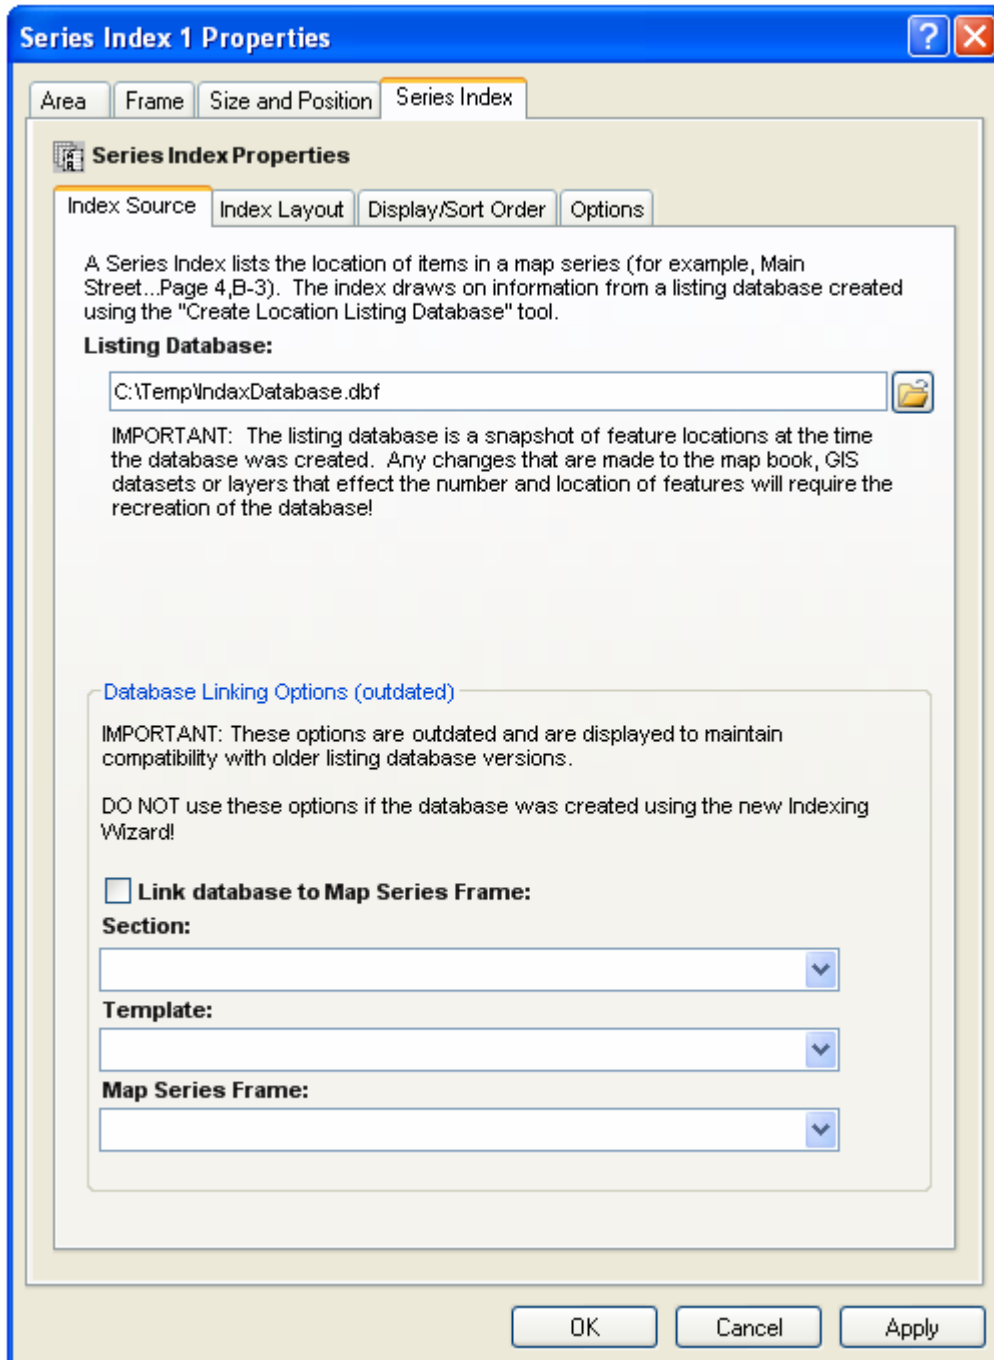 Series Index 1 Properties
Area Frame Size and Position Series Index
Series Index Properties
Index Source Index Layout Display/Sort Order Options
A Series Index lists the location of items in a map series (for example, Main
Street...Page 4,B-3). The index draws on information from a listing database created
using the "Create Location Listing Database" tool.
Listing Database:
C:\Temp\IndaxDatabase.dbf
IMPORTANT: The listing database is a snapshot of feature locations at the time
the database was created. Any changes that are made to the map book, GIS
datasets or layers that effect the number and location of features will require the
recreation of the database!
Database Linking Options (outdated)
IMPORTANT: These options are outdated and are displayed to maintain
compatibility with older listing database versions.
DO NOT use these options if the database was created using the new Indexing
Wizard!
Link database to Map Series Frame:
Section:
Template:
Map Series Frame:
OK Cancel Apply